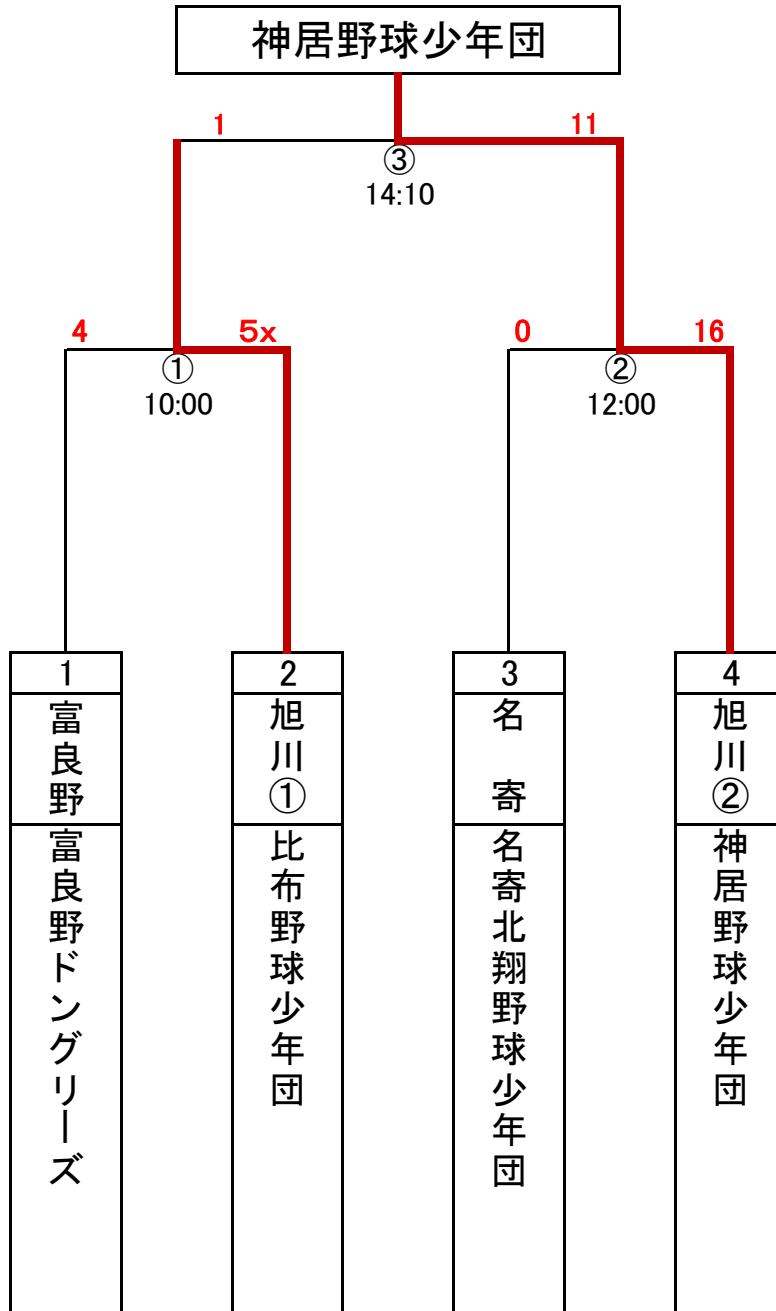 神居野球少年団
1
11
③
14:10
4
5x
0
16
①
10:00
②
12:00
1
2
3
4
富良野
旭川①
名　寄
旭川②
富良野ドングリーズ
比布野球少年団
名寄北翔野球少年団
神居野球少年団